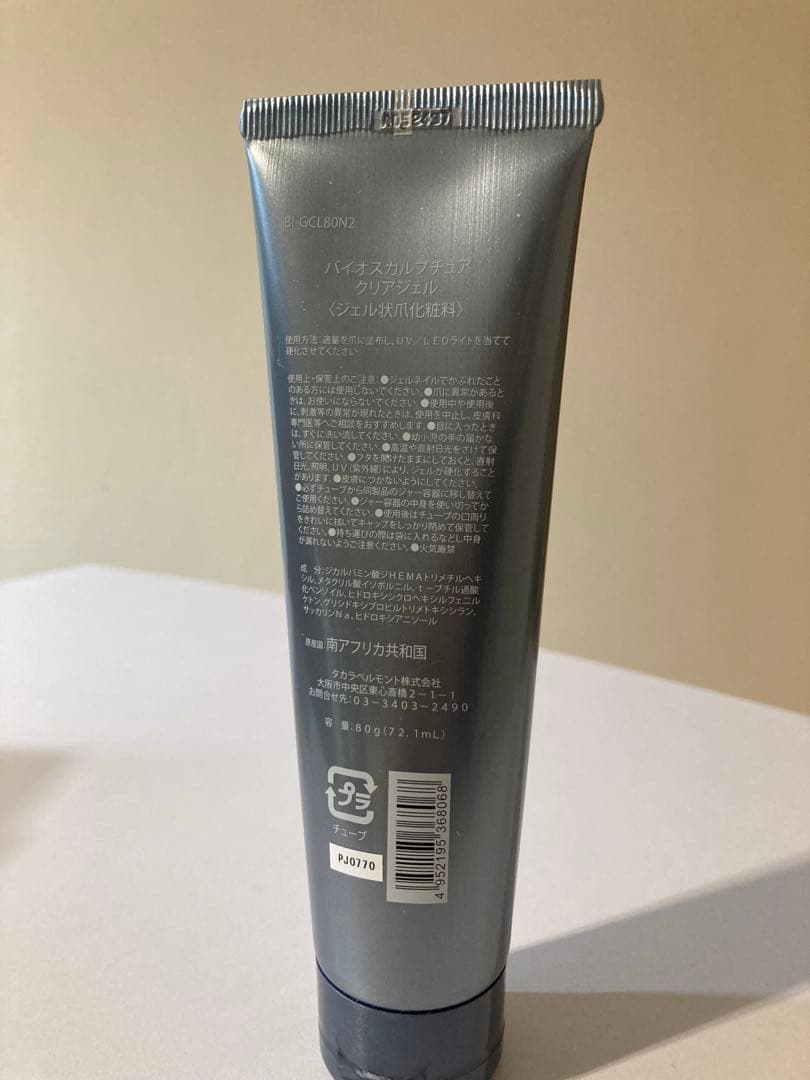 A052437
BI-GCL80N2
バイオスカルプチュア
クリアジェル
〈ジェル状爪化粧料〉
使用方法:適量を爪に塗布し、UV／LEDライトを当てて
硬化させてください
使用上・保管上のご注意:●ジェルネイルでかぶれたこと
のある方には使用しないでください。●爪に異常があると
きは、お使いにならないでください。●使用中や使用後
に、刺激等の異常が現れたときは、使用を中止し、皮膚科
専門医等へご相談をおすすめします。●目に入ったとき
は、すぐに洗い流してください。●幼小児の手の届かな
い所に保管してください。●高温や直射日光をさけて保
管してください。●フタを開けたままにしておくと、直射
日光、照明、UV(紫外線)により、ジェルが硬化すること
があります。●皮膚につかないようにしてください。
●必ずチューブから同製品のジャー容器に移し替えて
ご使用ください。●ジャー容器の中身を使い切ってか
ら詰め替えてください。●使用後はチューブの口周り
をきれいに拭いてキャップをしっかり閉めて保管して
ください。●持ち運びの際は袋に入れるなどし中身
が漏れないようご注意ください。●火気厳禁
成　分:ジカルバミン酸ジHEMAトリメチルヘキ
シル、メタクリル酸イソボルニル、t－ブチル過酸
化ベンゾイル、ヒドロキシシクロヘキシルフェニル
ケトン、グリシドキシプロピルトリメトキシシラン、
サッカリンNa、ヒドロキシアニソール
原産国:南アフリカ共和国
タカラベルモント株式会社
大阪市中央区東心斎橋2－1－1
お問合せ先:03－3403－2490
容　量:80g(72.1mL)
プラ
チューブ
PJ0770
4 952195 368068